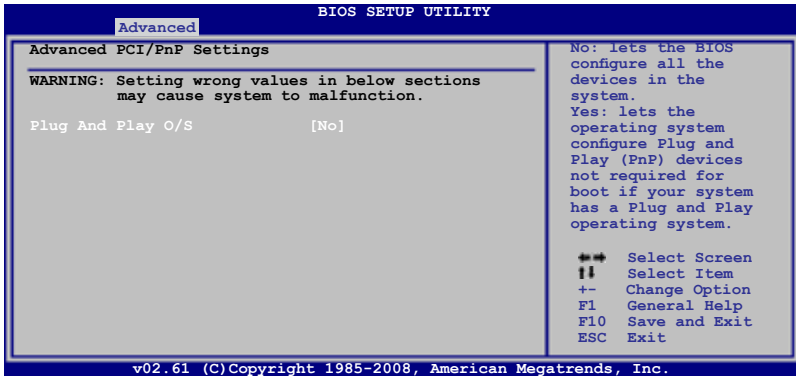 BIOS SETUP UTILITY
Advanced
Advanced PCI/PnP Settings
WARNING: Setting wrong values in below sections
may cause system to malfunction.
Plug And Play O/S [No]
No: lets the BIOS
configure all the
devices in the
system.
Yes: lets the
operating system
configure Plug and
Play (PnP) devices
not required for
boot if your system
has a Plug and Play
operating system.
←→ Select Screen
↑↓ Select Item
+- Change Option
F1 General Help
F10 Save and Exit
ESC Exit
v02.61 (C)Copyright 1985-2008, American Megatrends, Inc.